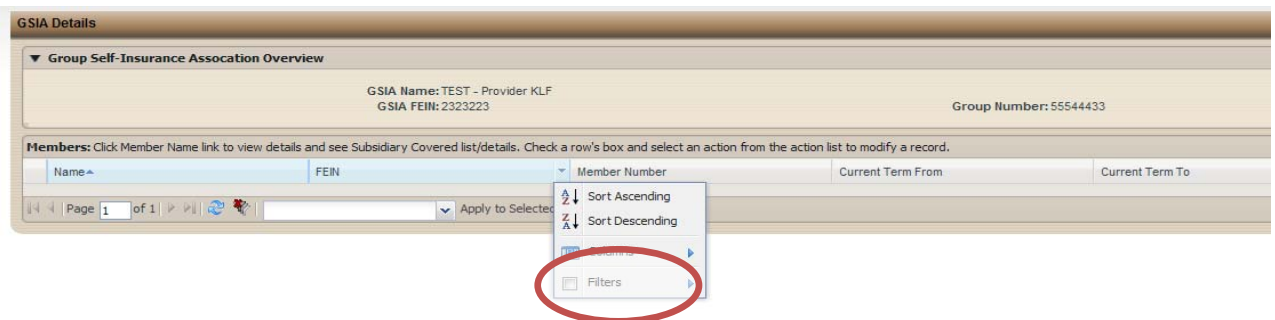 GSIA Details
Group Self-Insurance Assocation Overview
GSIA Name: TEST - Provider KLF
GSIA FEIN: 2323223
Group Number: 55544433
Members: Click Member Name link to view details and see Subsidiary Covered list/details. Check a row's box and select an action from the action list to modify a record.
Name FEIN Member Number Current Term From Current Term To
Page 1 of 1 Apply to Selected
Sort Ascending
Sort Descending
Columns
Filters